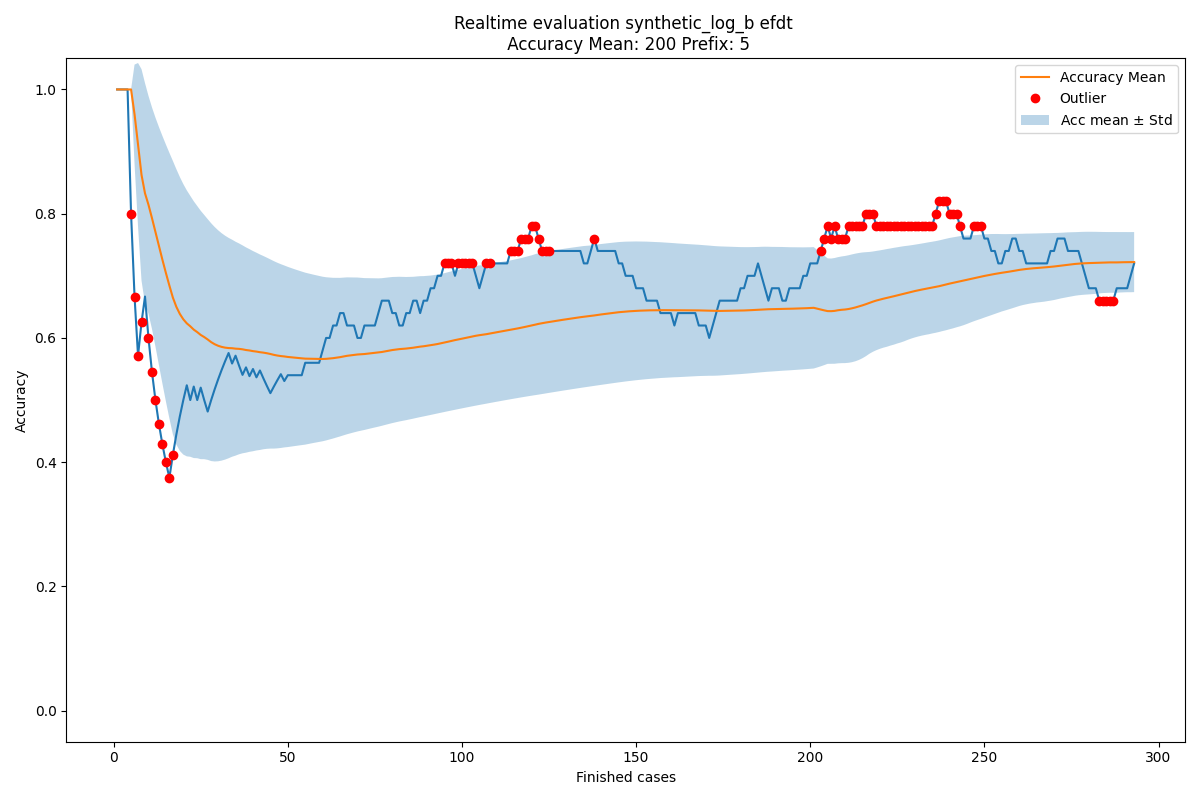 Realtime evaluation synthetic_log_b efdt
Accuracy Mean: 200 Prefix: 5
Accuracy Mean
Outlier
Acc mean ± Std
1.0
0.8
0.6
0.4
0.2
0.0
Accuracy
0
50
100
150
200
250
300
Finished cases